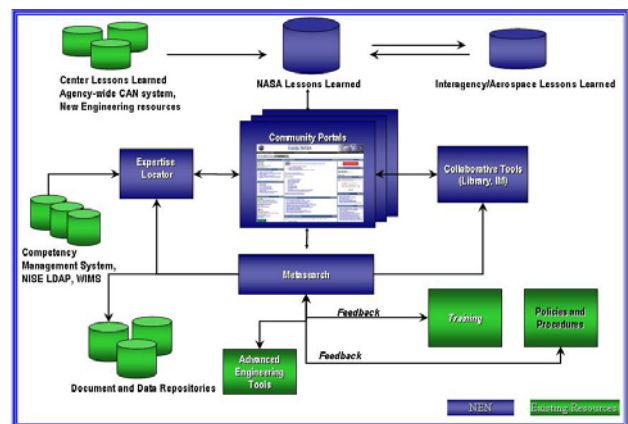 Center Lessons Learned
Agency-wide CAN system,
New Engineering resources
NASA Lessons Learned
Interagency/Aerospace Lessons Learned
Community Portals
Expertise
Locator
Collaborative Tools
(Library, IM)
Competency
Management System,
NISE LDAP, WIMS
Metasearch
Feedback
Training
Policies and
Procedures
Feedback
Advanced
Engineering
Tools
Document and Data Repositories
NEN
Existing Resources